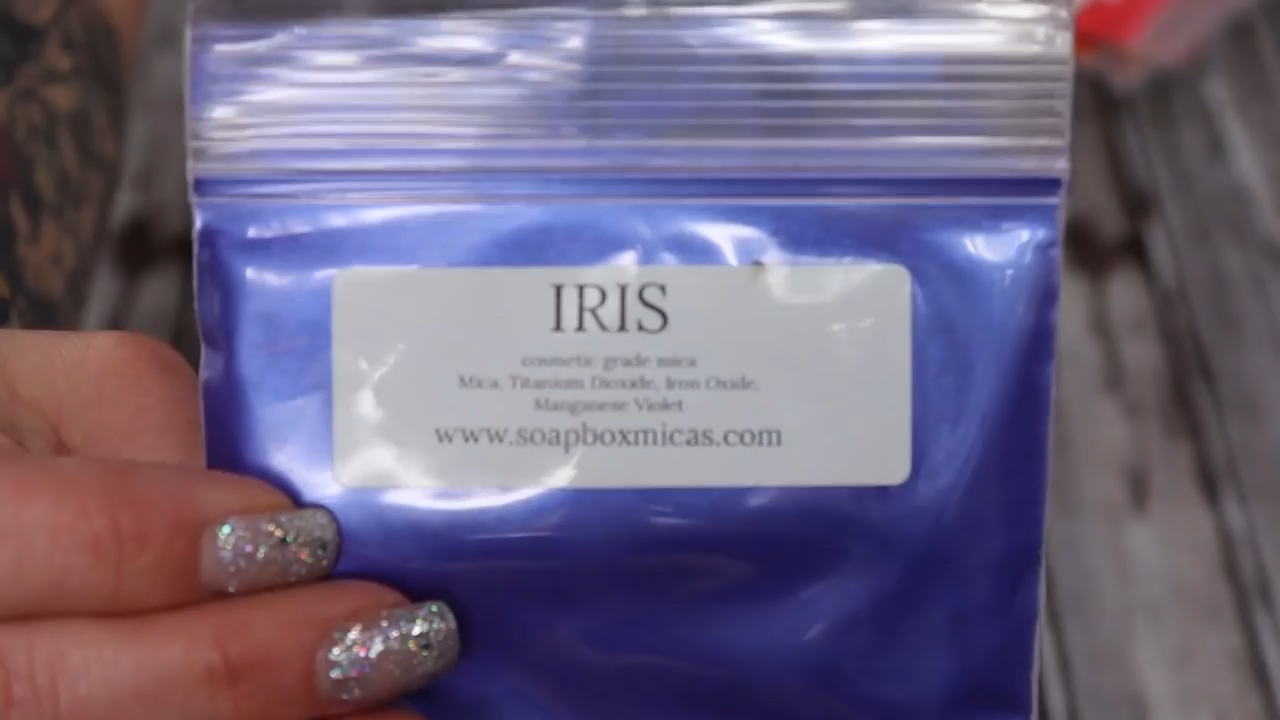 IRIS
cosmetic grade mica
Mica, Titanium Dioxide, Iron Oxide,
Manganese Violet
www.soapboxmicas.com